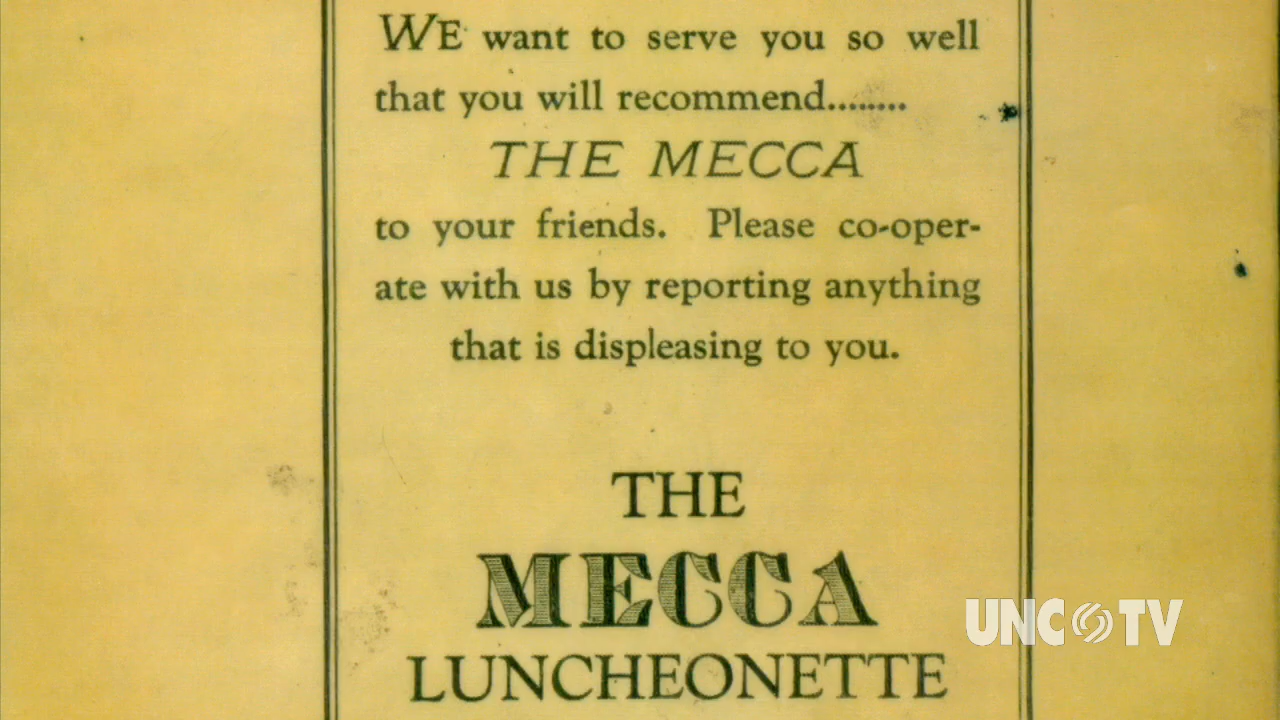 WE want to serve you so well
that you will recommend........
THE MECCA
to your friends. Please co-oper-
ate with us by reporting anything
that is displeasing to you.
THE
MECCA
LUNCHEONETTE
UNC TV